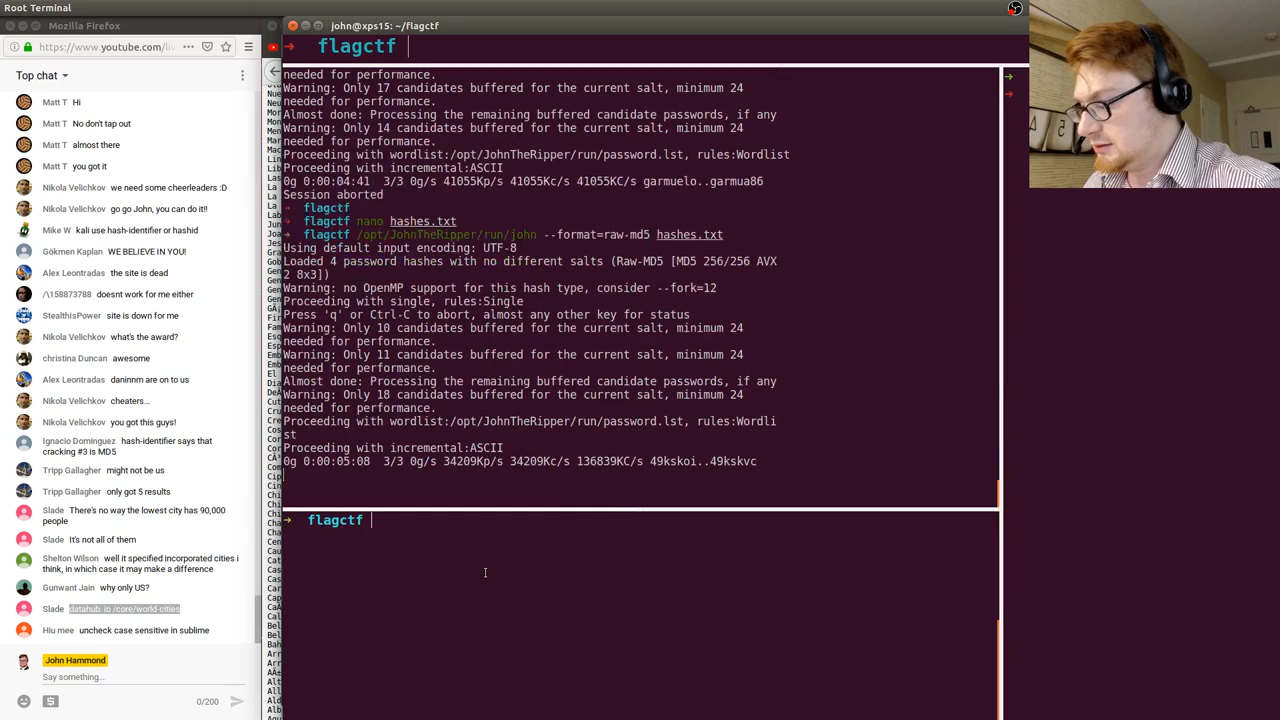 Root Terminal
Mozilla Firefox
https://www.youtube.com/liv
Top chat
Matt T Hi
Matt T No don't tap out
Matt T almost there
Matt T you got it
Nikola Velichkov we need some cheerleaders :D
Nikola Velichkov go go John, you can do it!!
Mike W kali use hash-identifier or hashid
Gökmen Kaplan WE BELIEVE IN YOU!
Alex Leontradas the site is dead
/\158873788 doesnt work for me either
StealthIsPower site is down for me
Nikola Velichkov what's the award?
christina Duncan awesome
Alex Leontradas daninnm are on to us
Nikola Velichkov cheaters...
Nikola Velichkov you got this guys!
Ignacio Dominguez hash-identifier says that
cracking #3 is MD5
Tripp Gallagher might not be us
Tripp Gallagher only got 5 results
Slade There's no way the lowest city has 90,000
people
Slade It's not all of them
Shelton Wilson well it specified incorporated cities i
think, in which case it may make a difference
Gunwant Jain why only US?
Slade datahub. io /core/world-cities
Hiu mee uncheck case sensitive in sublime
John Hammond
Say something...
0/200
john@xps15: ~/flagctf
flagctf
needed for performance.
Warning: Only 17 candidates buffered for the current salt, minimum 24
needed for performance.
Almost done: Processing the remaining buffered candidate passwords, if any
Warning: Only 14 candidates buffered for the current salt, minimum 24
needed for performance.
Proceeding with wordlist:/opt/JohnTheRipper/run/password.lst, rules:Wordlist
Proceeding with incremental:ASCII
0g 0:00:04:41 3/3 0g/s 41055Kp/s 41055Kc/s 41055KC/s garmuelo..garmua86
Session aborted
flagctf
flagctf nano hashes.txt
flagctf /opt/JohnTheRipper/run/john --format=raw-md5 hashes.txt
Using default input encoding: UTF-8
Loaded 4 password hashes with no different salts (Raw-MD5 [MD5 256/256 AVX
2 8x3])
Warning: no OpenMP support for this hash type, consider --fork=12
Proceeding with single, rules:Single
Press 'q' or Ctrl-C to abort, almost any other key for status
Warning: Only 10 candidates buffered for the current salt, minimum 24
needed for performance.
Warning: Only 11 candidates buffered for the current salt, minimum 24
needed for performance.
Almost done: Processing the remaining buffered candidate passwords, if any
Warning: Only 18 candidates buffered for the current salt, minimum 24
needed for performance.
Proceeding with wordlist:/opt/JohnTheRipper/run/password.lst, rules:Wordli
st
Proceeding with incremental:ASCII
0g 0:00:05:08 3/3 0g/s 34209Kp/s 34209Kc/s 136839KC/s 49kskoi..49kskvc
flagctf